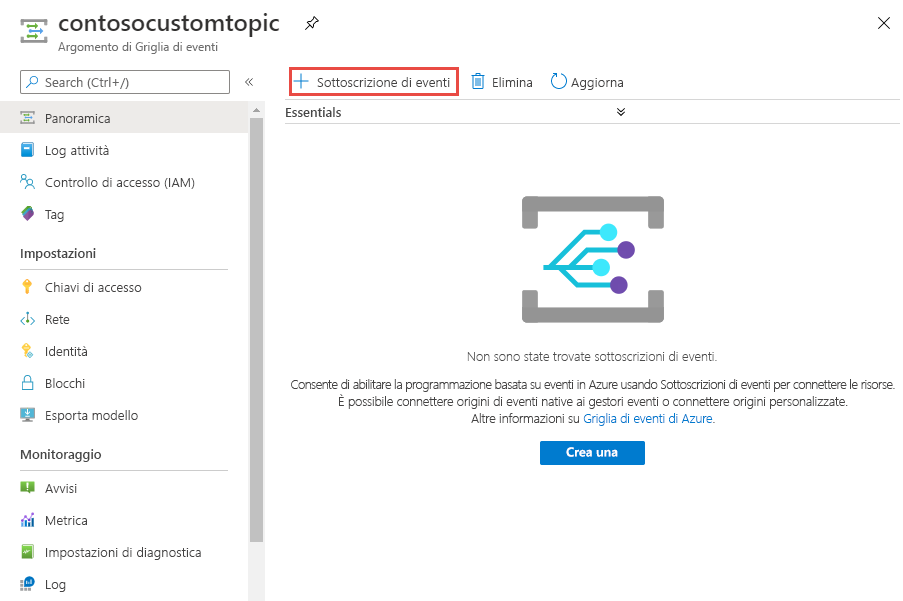 contosocustomtopic
Argomento di Griglia di eventi
Search (Ctrl+/)
Sottoscrizione di eventi
Elimina
Aggiorna
Essentials
Panoramica
Log attività
Controllo di accesso (IAM)
Tag
Impostazioni
Chiavi di accesso
Rete
Identità
Blocchi
Esporta modello
Monitoraggio
Avvisi
Metrica
Impostazioni di diagnostica
Log
Non sono state trovate sottoscrizioni di eventi.
Consente di abilitare la programmazione basata su eventi in Azure usando Sottoscrizioni di eventi per connettere le risorse.
È possibile connettere origini di eventi native ai gestori eventi o connettere origini personalizzate.
Altre informazioni su Griglia di eventi di Azure.
Crea una